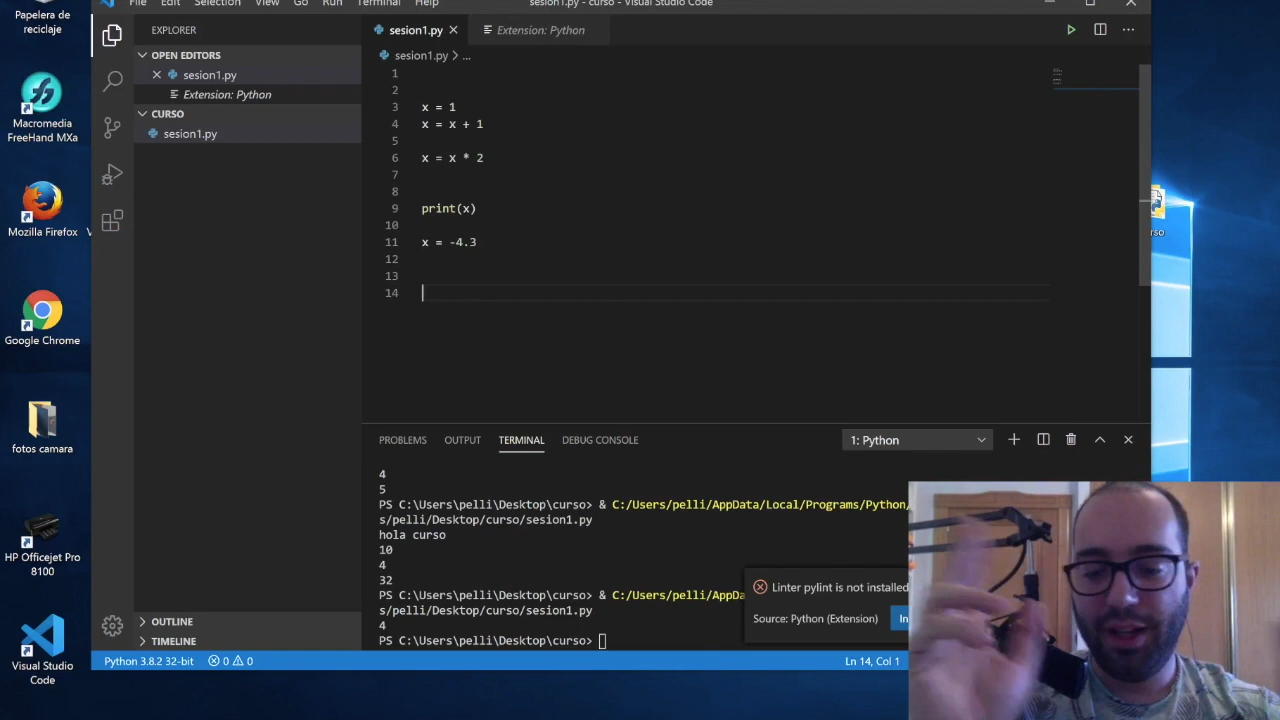 Papelera de
reciclaje
Macromedia
FreeHand MXa
Mozilla Firefox
Google Chrome
fotos camara
HP Officejet Pro
8100
Visual Studio
Code
File Edit Selection View Go Run Terminal Help
sesion1.py - curso - Visual Studio Code
EXPLORER
OPEN EDITORS
sesion1.py
Extension: Python
CURSO
sesion1.py
OUTLINE
TIMELINE
sesion1.py
Extension: Python
sesion1.py > ...
1
2
3 x = 1
4 x = x + 1
5
6 x = x * 2
7
8
9 print(x)
10
11 x = -4.3
12
13
14
PROBLEMS OUTPUT TERMINAL DEBUG CONSOLE
1: Python
4
5
PS C:\Users\pelli\Desktop\curso> & C:/Users/pelli/AppData/Local/Programs/Python/
s/pelli/Desktop/curso/sesion1.py
hola curso
10
4
32
PS C:\Users\pelli\Desktop\curso> & C:/Users/pelli/AppDa
s/pelli/Desktop/curso/sesion1.py
4
PS C:\Users\pelli\Desktop\curso>
Linter pylint is not installed
Source: Python (Extension)
In
Python 3.8.2 32-bit
0 0
Ln 14, Col 1